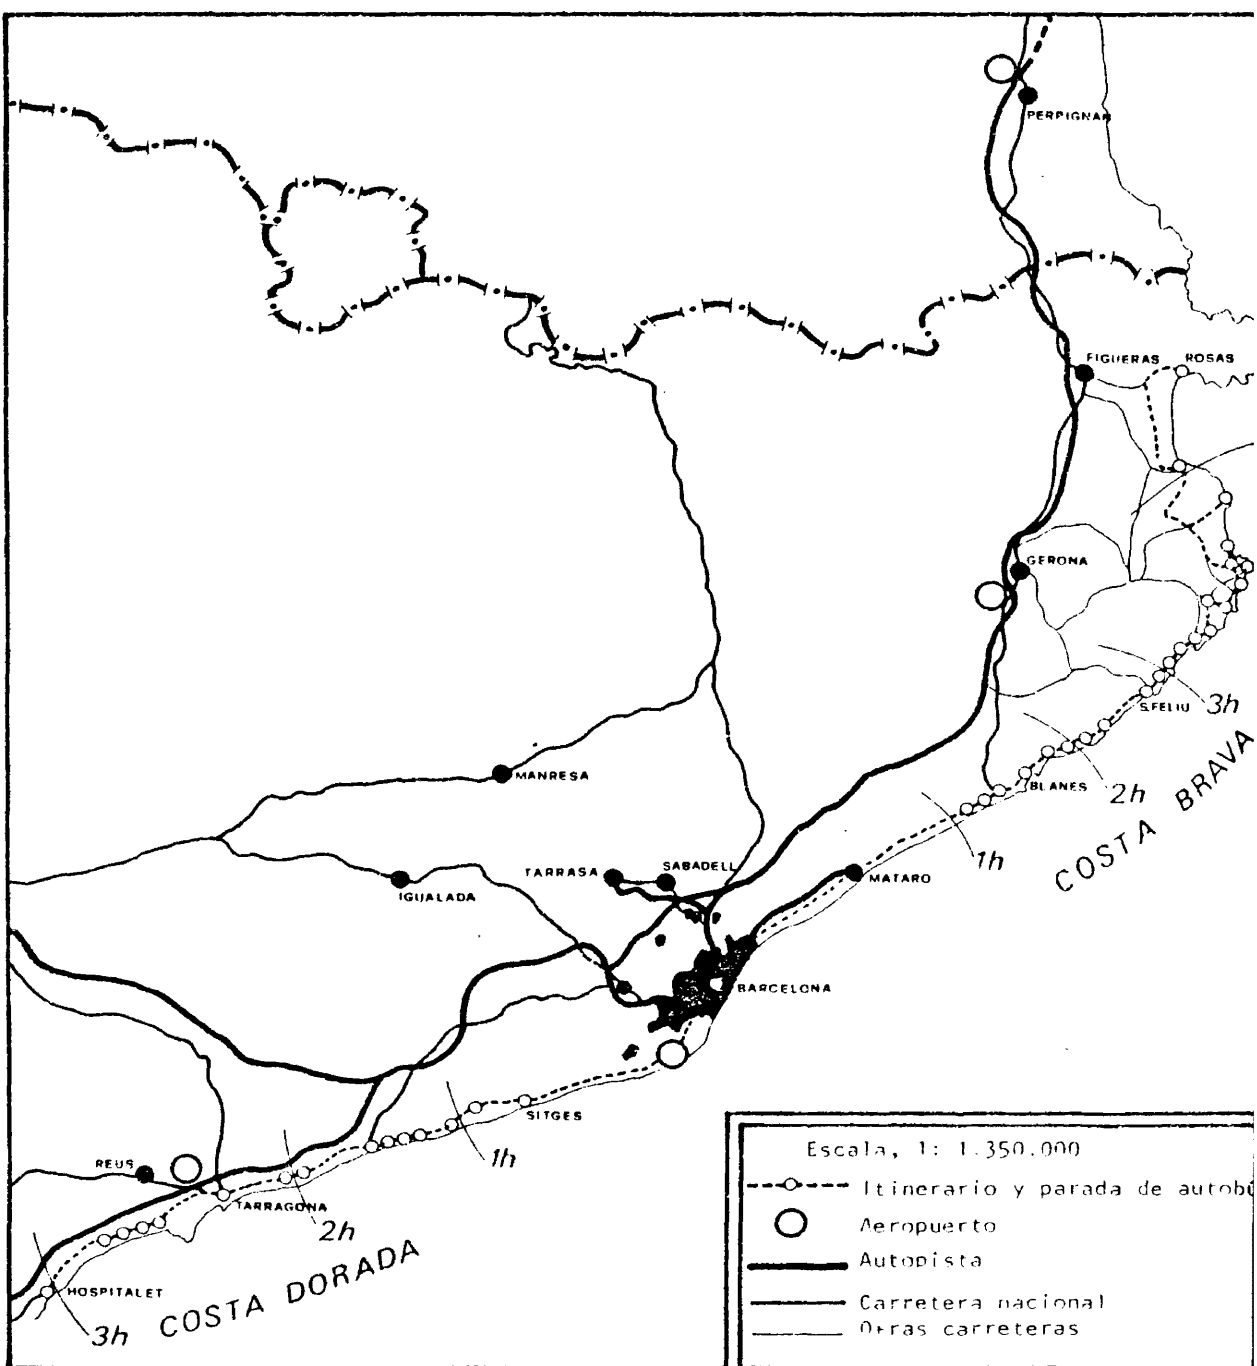 PERPIGNAN
FIGUERAS
ROSAS
GERONA
3h
S.FELIU
2h
BLANES
COSTA BRAVA
1h
MANRESA
TARRASA
SABADELL
MATARO
IGUALADA
BARCELONA
SITGES
1h
REUS
TARRAGONA
2h
HOSPITALET
COSTA DORADA
3h
Escala, 1: 1.350.000
Itinerario y parada de autobú
Aeropuerto
Autopista
Carretera nacional
Otras carreteras